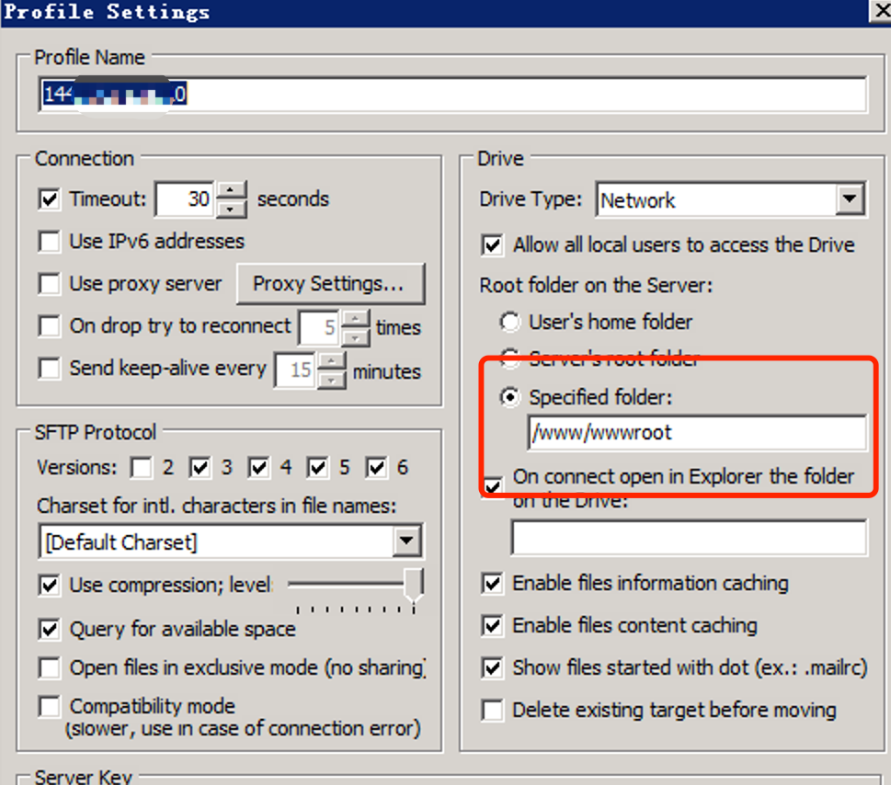 Profile Settings
Profile Name
144
.0
Connection
Timeout: 30 seconds
Use IPv6 addresses
Use proxy server Proxy Settings...
On drop try to reconnect 5 times
Send keep-alive every 15 minutes
SFTP Protocol
Versions: 2 3 4 5 6
Charset for intl. characters in file names:
[Default Charset]
Use compression; level:
Query for available space
Open files in exclusive mode (no sharing)
Compatibility mode
(slower, use in case of connection error)
Drive
Drive Type: Network
Allow all local users to access the Drive
Root folder on the Server:
User's home folder
Server's root folder
Specified folder:
/www/wwwroot
On connect open in Explorer the folder
on the Drive:
Enable files information caching
Enable files content caching
Show files started with dot (ex.: .mailrc)
Delete existing target before moving
Server Key